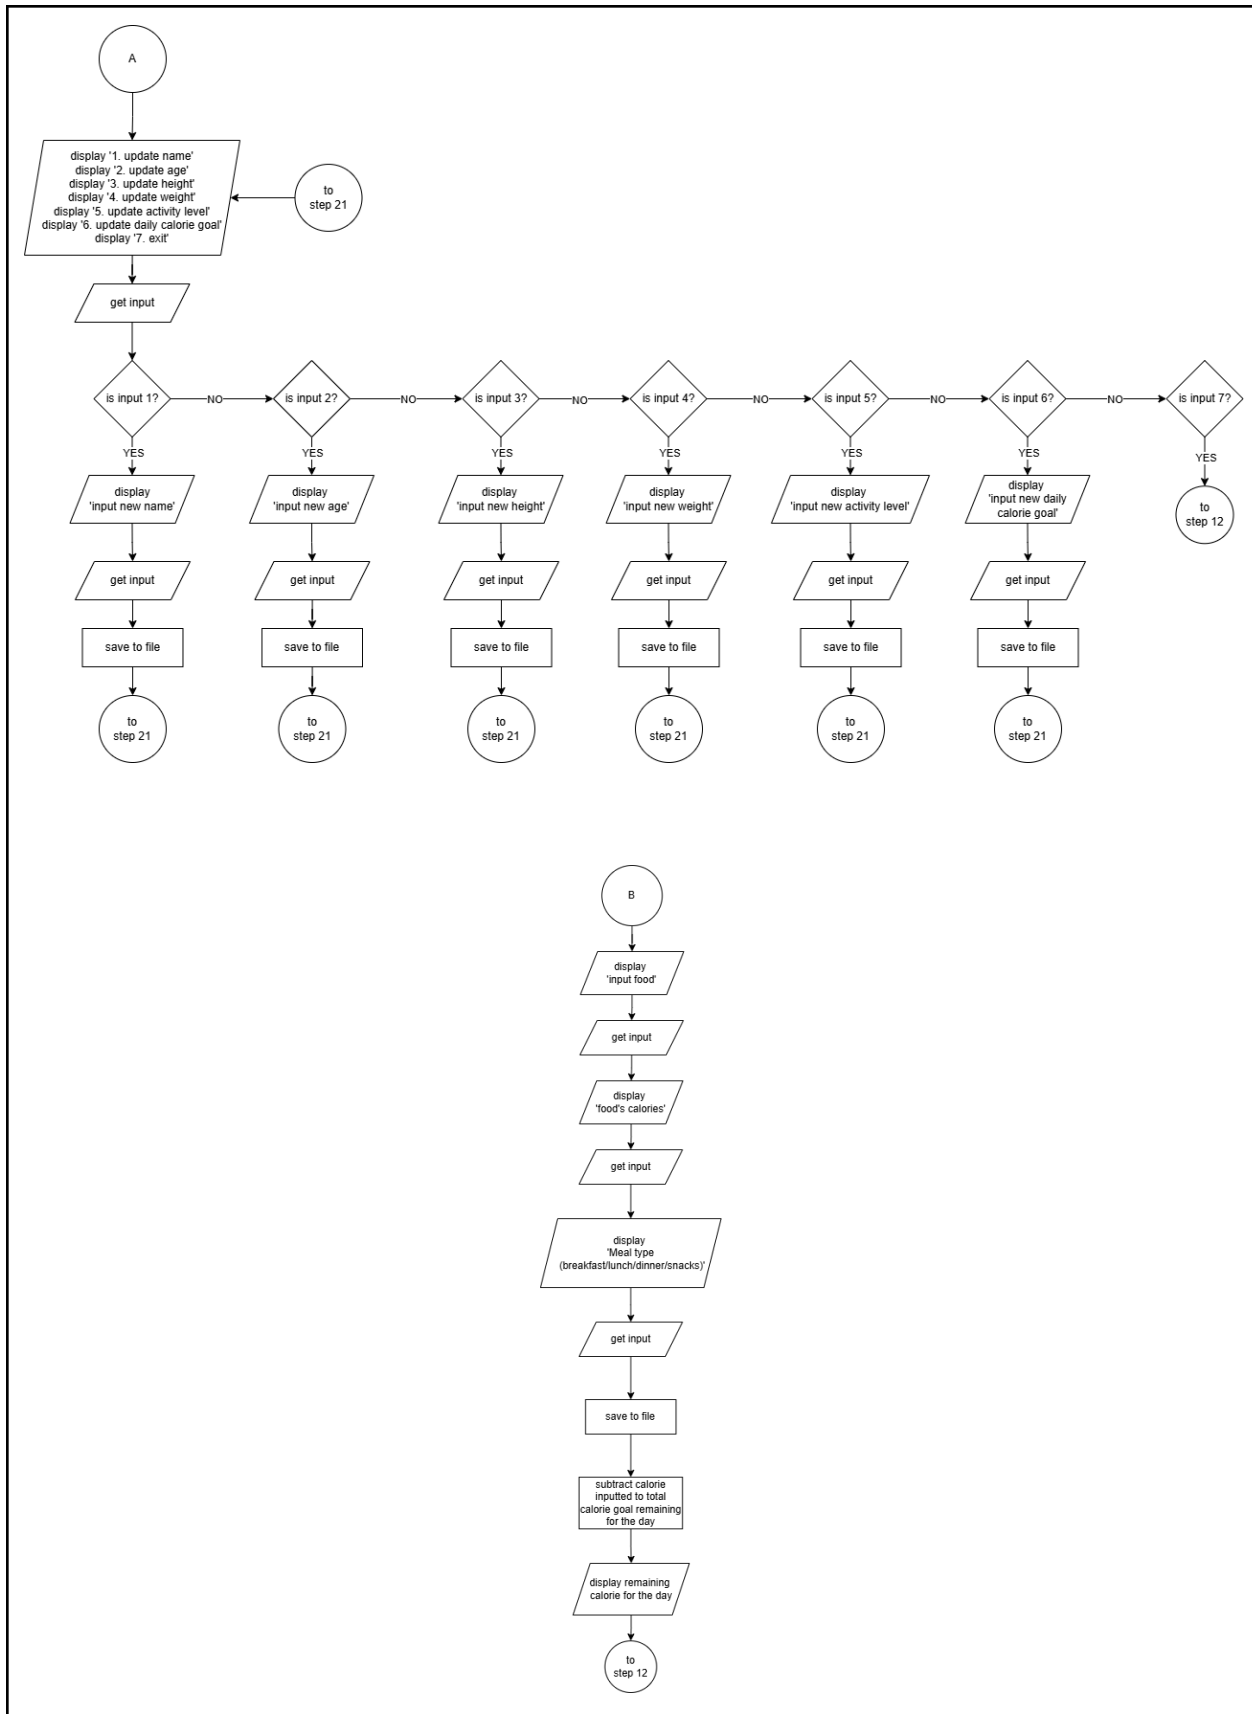 A
display '1. update name'
display '2. update age'
display '3. update height'
display '4. update weight'
display '5. update activity level'
display '6. update daily calorie goal'
display '7. exit'
to
step 21
get input
is input 1?
NO
is input 2?
NO
is input 3?
NO
is input 4?
NO
is input 5?
NO
is input 6?
NO
is input 7?
YES
YES
YES
YES
YES
YES
YES
display
'input new name'
display
'input new age'
display
'input new height'
display
'input new weight'
display
'input new activity level'
display
'input new daily
calorie goal'
to
step 12
get input
get input
get input
get input
get input
get input
save to file
save to file
save to file
save to file
save to file
save to file
to
step 21
to
step 21
to
step 21
to
step 21
to
step 21
to
step 21
B
display
'input food'
get input
display
'food's calories'
get input
display
'Meal type
(breakfast/lunch/dinner/snacks)'
get input
save to file
subtract calorie
inputted to total
calorie goal remaining
for the day
display remaining
calorie for the day
to
step 12